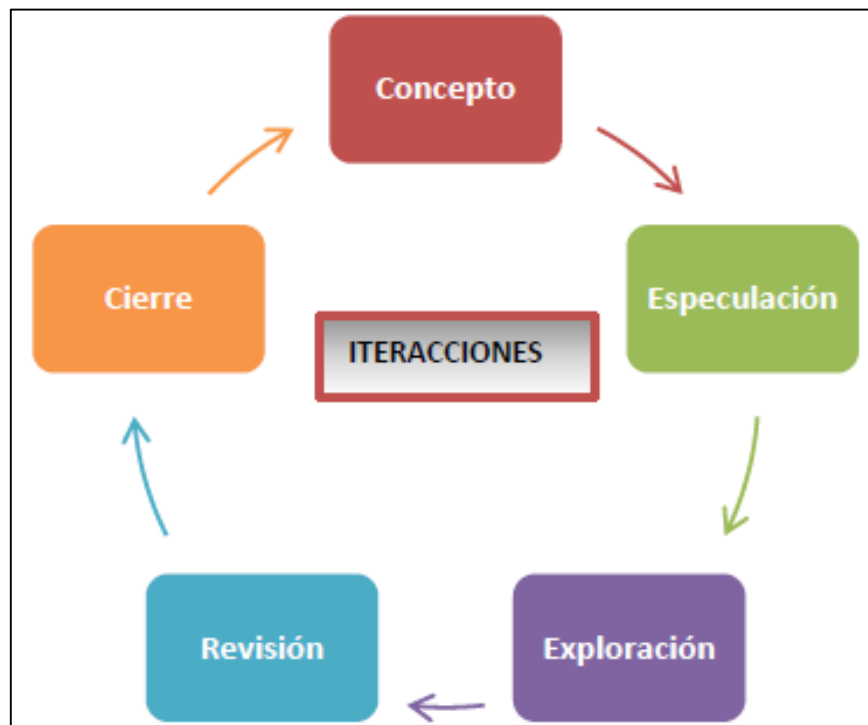 Concepto
Especulación
Exploración
Revisión
Cierre
ITERACCIONES